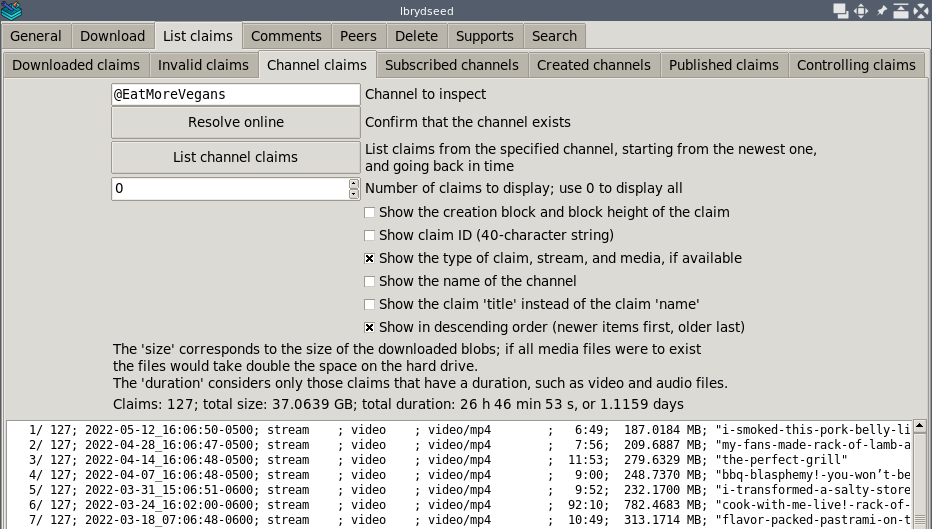 lbrydseed
General Download List claims Comments Peers Delete Supports Search
Downloaded claims Invalid claims Channel claims Subscribed channels Created channels Published claims Controlling claims
@EatMoreVegans Channel to inspect
Resolve online Confirm that the channel exists
List channel claims List claims from the specified channel, starting from the newest one,
and going back in time
0 Number of claims to display; use 0 to display all
Show the creation block and block height of the claim
Show claim ID (40-character string)
Show the type of claim, stream, and media, if available
Show the name of the channel
Show the claim 'title' instead of the claim 'name'
Show in descending order (newer items first, older last)
The 'size' corresponds to the size of the downloaded blobs; if all media files were to exist
the files would take double the space on the hard drive.
The 'duration' considers only those claims that have a duration, such as video and audio files.
Claims: 127; total size: 37.0639 GB; total duration: 26 h 46 min 53 s, or 1.1159 days
1/ 127; 2022-05-12_16:06:50-0500; stream ; video ; video/mp4 ; 6:49; 187.0184 MB; "i-smoked-this-pork-belly-li
2/ 127; 2022-04-28_16:06:47-0500; stream ; video ; video/mp4 ; 7:56; 209.6887 MB; "my-fans-made-rack-of-lamb-a
3/ 127; 2022-04-14_16:06:48-0500; stream ; video ; video/mp4 ; 11:53; 279.6329 MB; "the-perfect-grill"
4/ 127; 2022-04-07_16:06:48-0500; stream ; video ; video/mp4 ; 9:00; 248.7370 MB; "bbq-blasphemy!-you-won’t-be
5/ 127; 2022-03-31_15:06:51-0600; stream ; video ; video/mp4 ; 9:52; 232.1700 MB; "i-transformed-a-salty-store
6/ 127; 2022-03-24_16:02:00-0600; stream ; video ; video/mp4 ; 92:10; 782.4683 MB; "cook-with-me-live!-rack-of-
7/ 127; 2022-03-18_07:06:48-0600; stream ; video ; video/mp4 ; 10:49; 313.1714 MB; "flavor-packed-pastrami-on-t